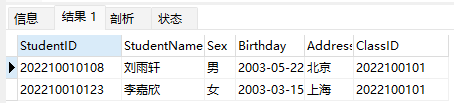 信息 结果 1 剖析 状态
StudentID StudentName Sex Birthday Address ClassID
202210010108 刘雨轩 男 2003-05-22 北京 2022100101
202210010123 李嘉欣 女 2003-03-15 上海 2022100101